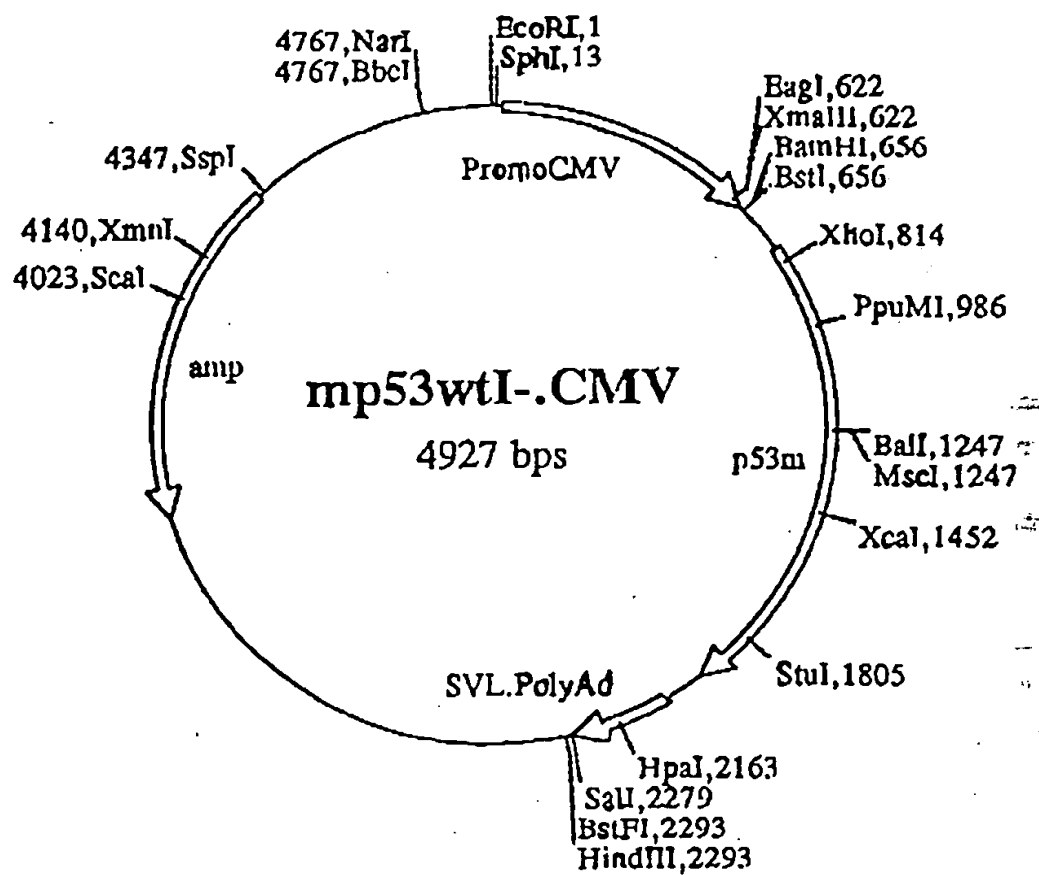 EcoRI,1
SphI,13
4767,NarI
4767,BbcI
EagI,622
XmaIII,622
BamHI,656
BstI,656
4347,SspI
PromoCMV
4140,XmnI
4023,ScaI
XhoI,814
PpuMI,986
amp
mp53wtI-.CMV
4927 bps
p53m
BalI,1247
MscI,1247
XcaI,1452
StuI,1805
SVL.PolyAd
HpaI,2163
SalI,2279
BstFI,2293
HindIII,2293